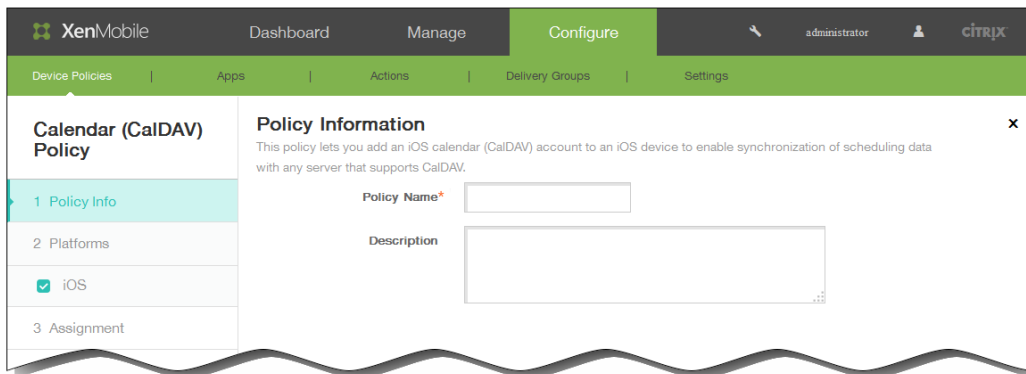 XenMobile Dashboard Manage Configure administrator CİTRIX
Device Policies | Apps | Actions | Delivery Groups | Settings
Calendar (CalDAV)
Policy
1 Policy Info
2 Platforms
iOS
3 Assignment
Policy Information
x
This policy lets you add an iOS calendar (CalDAV) account to an iOS device to enable synchronization of scheduling data
with any server that supports CalDAV.
Policy Name*
Description